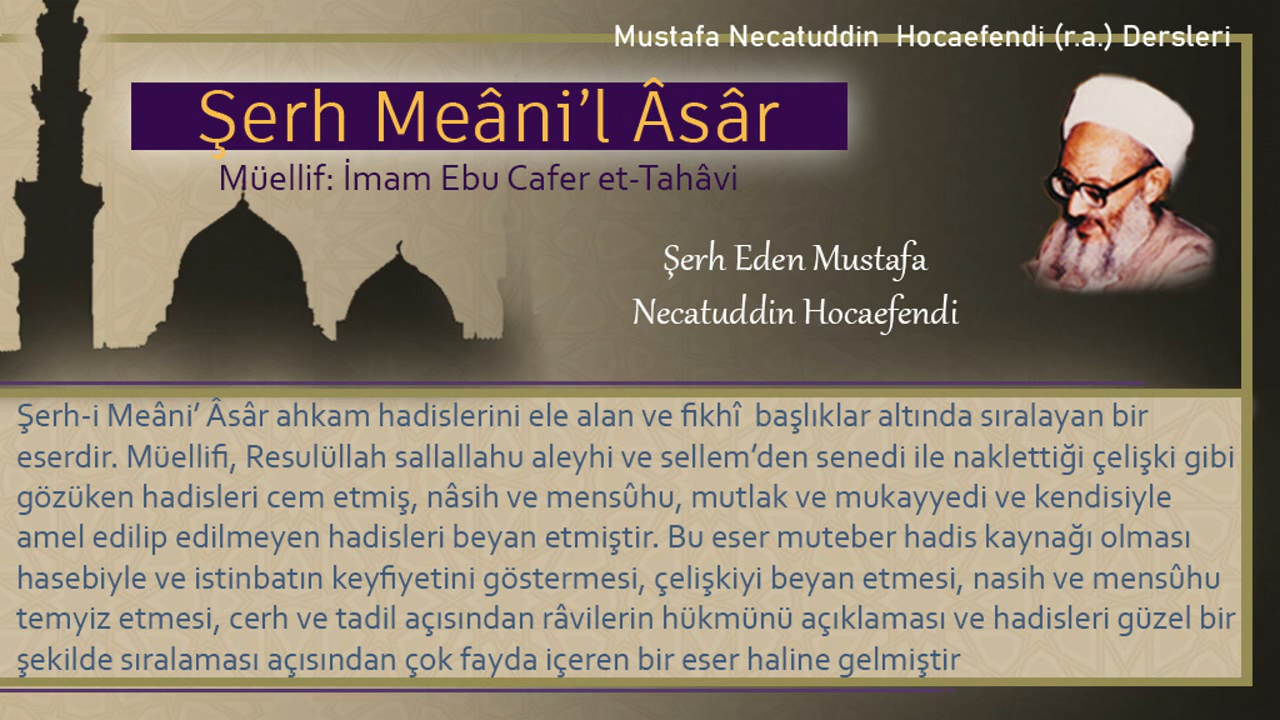 Mustafa Necatuddin Hocaefendi (r.a.) Dersleri
Şerh Meâni’l Âsâr
Müellif: İmam Ebu Cafer et-Tahâvi
Şerh Eden Mustafa
Necatuddin Hocaefendi
Şerh-i Meâni’ Âsâr ahkam hadislerini ele alan ve fikhî başlıklar altında sıralayan bir
eserdir. Müellifi, Resulüllah sallallahu aleyhi ve sellem’den senedi ile naklettiği çelişki gibi
gözüken hadisleri cem etmiş, nâsih ve mensûhu, mutlak ve mukayyedi ve kendisiyle
amel edilip edilmeyen hadisleri beyan etmiştir. Bu eser muteber hadis kaynağı olması
hasebiyle ve istinbatın keyfiyetini göstermesi, çelişkiyi beyan etmesi, nasih ve mensûhu
temyiz etmesi, cerh ve tadil açısından râvilerin hükmünü açıklaması ve hadisleri güzel bir
şekilde sıralaması açısından çok fayda içeren bir eser haline gelmiştir